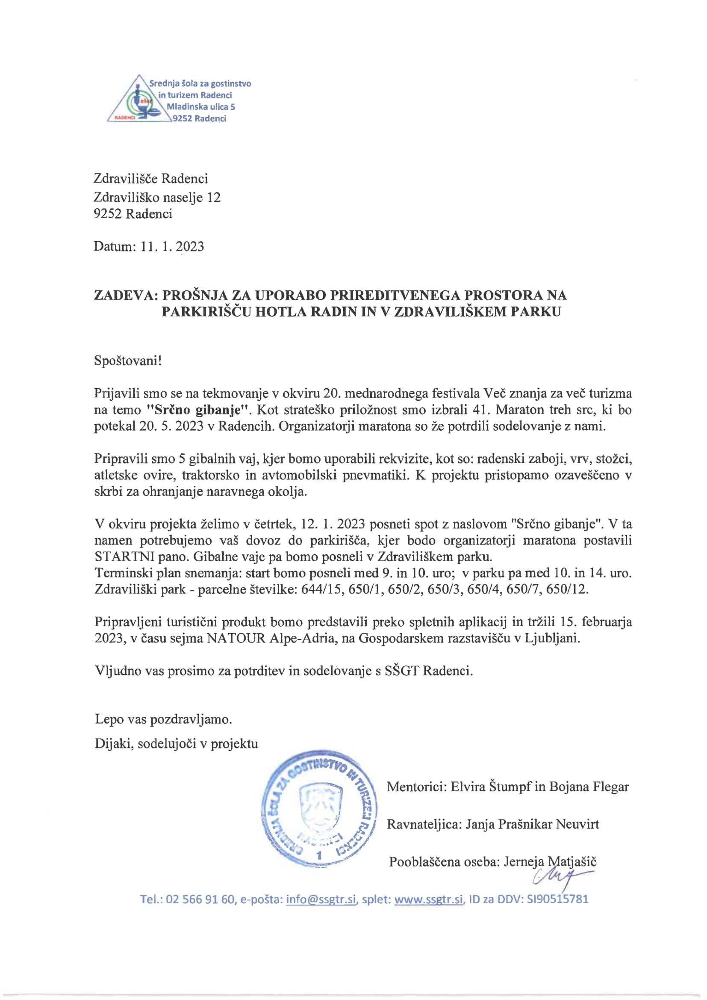 Srednja šola za gostinstvo
in turizem Radenci
Mladinska ulica 5
9252 Radenci
RADENCI
Zdravilišče Radenci
Zdraviliško naselje 12
9252 Radenci
Datum: 11. 1. 2023
ZADEVA: PROŠNJA ZA UPORABO PRIREDITVENEGA PROSTORA NA
PARKIRIŠČU HOTLA RADIN IN V ZDRAVILIŠKEM PARKU
Spoštovani!
Prijavili smo se na tekmovanje v okviru 20. mednarodnega festivala Več znanja za več turizma
na temo "Srčno gibanje". Kot strateško priložnost smo izbrali 41. Maraton treh src, ki bo
potekal 20. 5. 2023 v Radencih. Organizatorji maratona so že potrdili sodelovanje z nami.
Pripravili smo 5 gibalnih vaj, kjer bomo uporabili rekvizite, kot so: radenski zaboji, vrv, stožci,
atletske ovire, traktorsko in avtomobilski pnevmatiki. K projektu pristopamo ozaveščeno v
skrbi za ohranjanje naravnega okolja.
V okviru projekta želimo v četrtek, 12. 1. 2023 posneti spot z naslovom "Srčno gibanje". V ta
namen potrebujemo vaš dovoz do parkirišča, kjer bodo organizatorji maratona postavili
STARTNI pano. Gibalne vaje pa bomo posneli v Zdraviliškem parku.
Terminski plan snemanja: start bomo posneli med 9. in 10. uro; v parku pa med 10. in 14. uro.
Zdraviliški park - parcelne številke: 644/15, 650/1, 650/2, 650/3, 650/4, 650/7, 650/12.
Pripravljeni turistični produkt bomo predstavili preko spletnih aplikacij in tržili 15. februarja
2023, v času sejma NATOUR Alpe-Adria, na Gospodarskem razstavišču v Ljubljani.
Vljudno vas prosimo za potrditev in sodelovanje s SŠGT Radenci.
Lepo vas pozdravljamo.
Dijaki, sodelujoči v projektu
SREDNJA ŠOLA ZA GOSTINSTVO IN TURIZEM RADENCI
RADENCI
1
Mentorici: Elvira Štumpf in Bojana Flegar
Ravnateljica: Janja Prašnikar Neuvirt
Pooblaščena oseba: Jerneja Matjašič
Tel.: 02 566 91 60, e-pošta: info@ssgtr.si, splet: www.ssgtr.si, ID za DDV: SI90515781